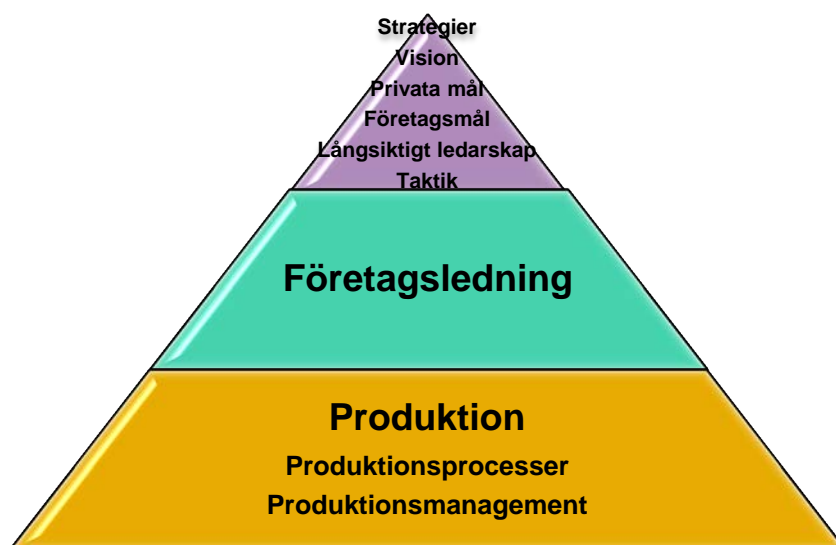 Strategier
Vision
Privata mål
Företagsmål
Långsiktigt ledarskap
Taktik
Företagsledning
Produktion
Produktionsprocesser
Produktionsmanagement